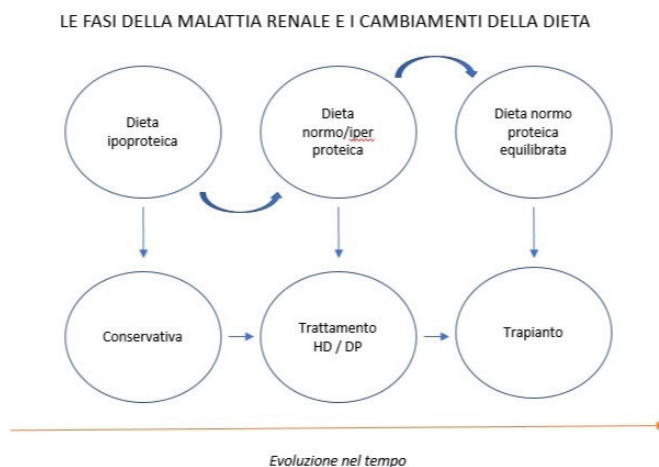 LE FASI DELLA MALATTIA RENALE E I CAMBIAMENTI DELLA DIETA
Dieta
ipoproteica
Dieta
normo/iper
proteica
Dieta normo
proteica
equilibrata
Conservativa
Trattamento
HD / DP
Trapianto
Evoluzione nel tempo